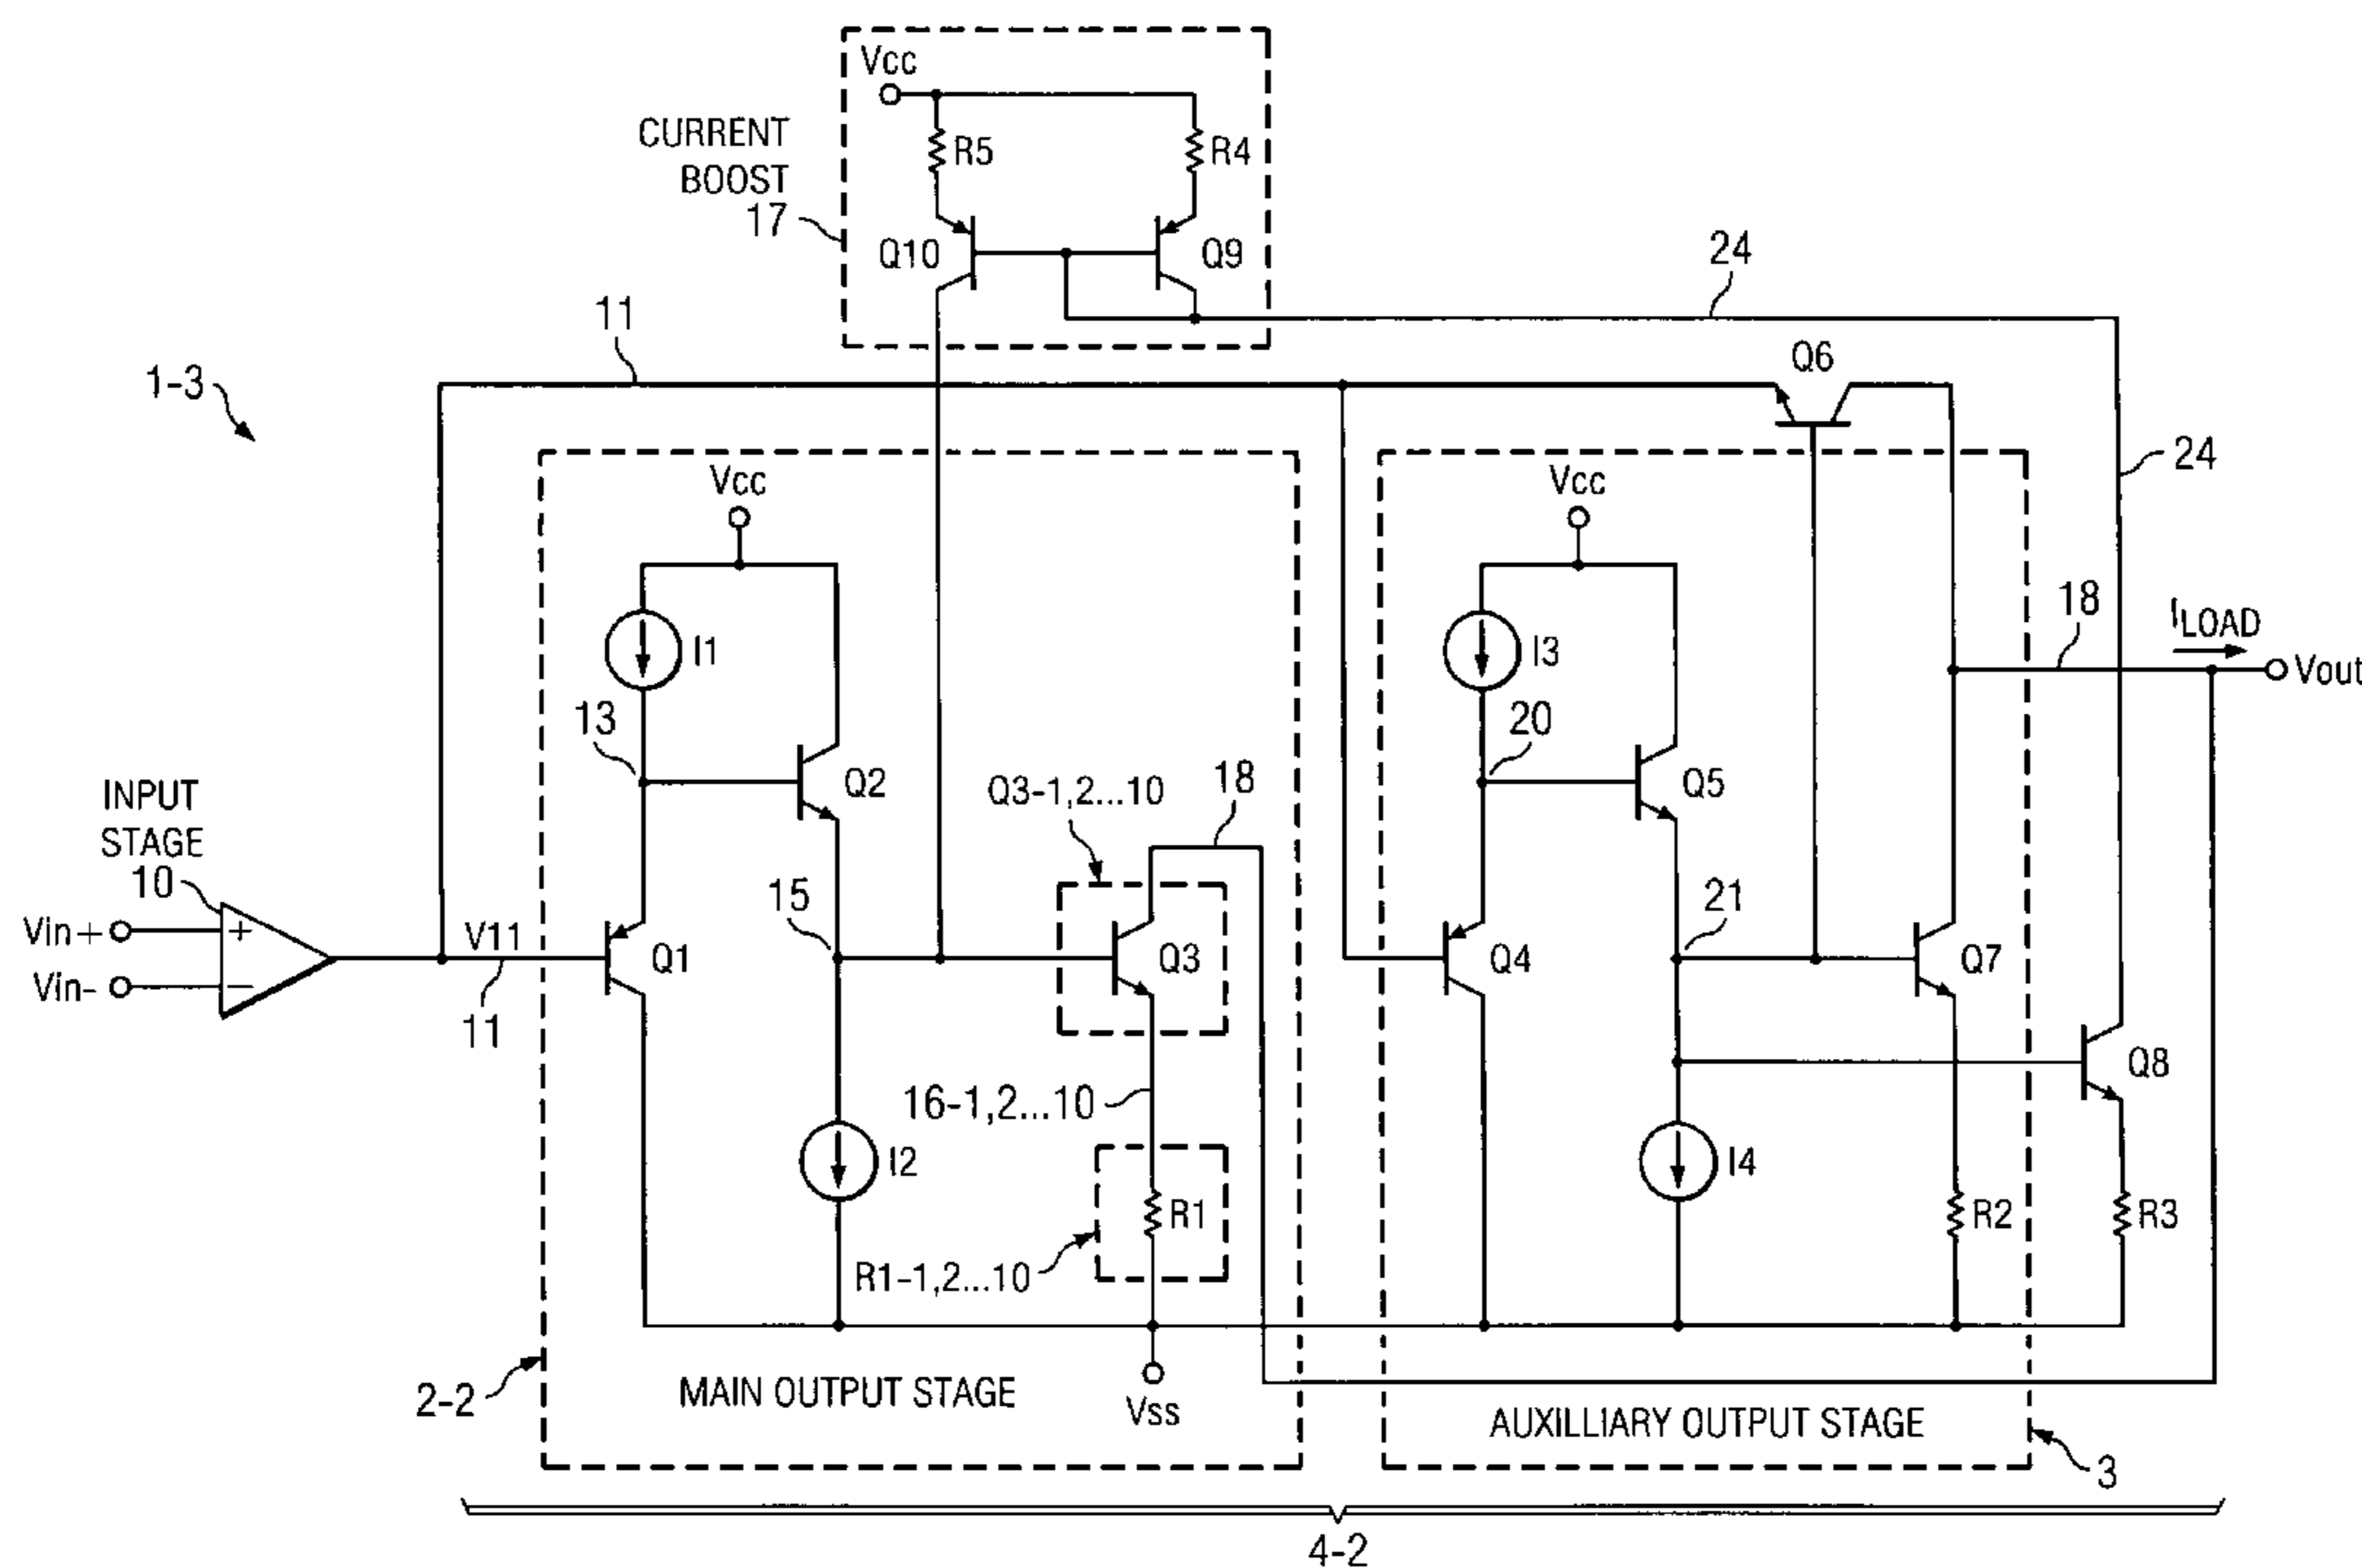 Vcc
CURRENT
BOOST
17
R5
R4
Q10
Q9
24
11
Q6
1-3
24
Vcc
Vcc
18
ILOAD
I1
I3
Vout
13
20
Q2
Q5
INPUT
STAGE
10
Q3-1,2...10
18
15
21
Vin+
+
V11
Q1
Q3
Q4
Q7
Vin-
−
11
Q8
16-1,2...10
I2
I4
R1
R2
R3
R1-1,2...10
2-2
MAIN OUTPUT STAGE
Vss
AUXILLIARY OUTPUT STAGE
3
4-2